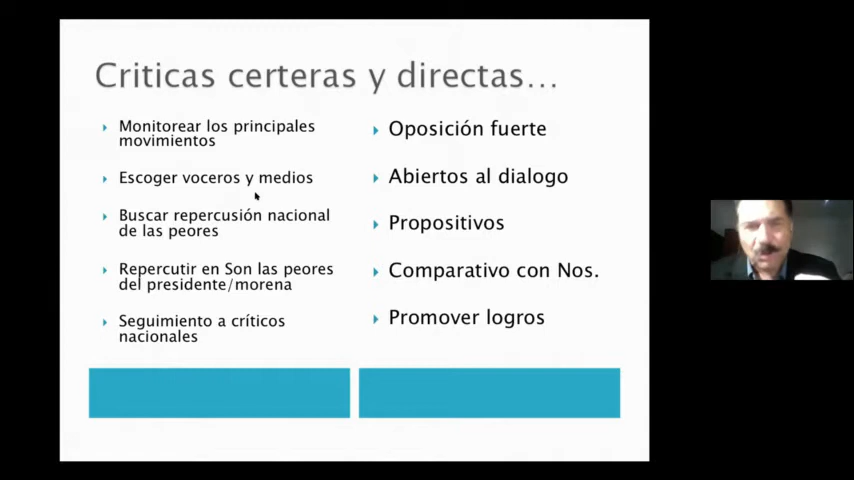 Criticas certeras y directas...
Monitorear los principales
movimientos
Escoger voceros y medios
Buscar repercusión nacional
de las peores
Repercutir en Son las peores
del presidente/morena
Seguimiento a críticos
nacionales
Oposición fuerte
Abiertos al dialogo
Propositivos
Comparativo con Nos.
Promover logros